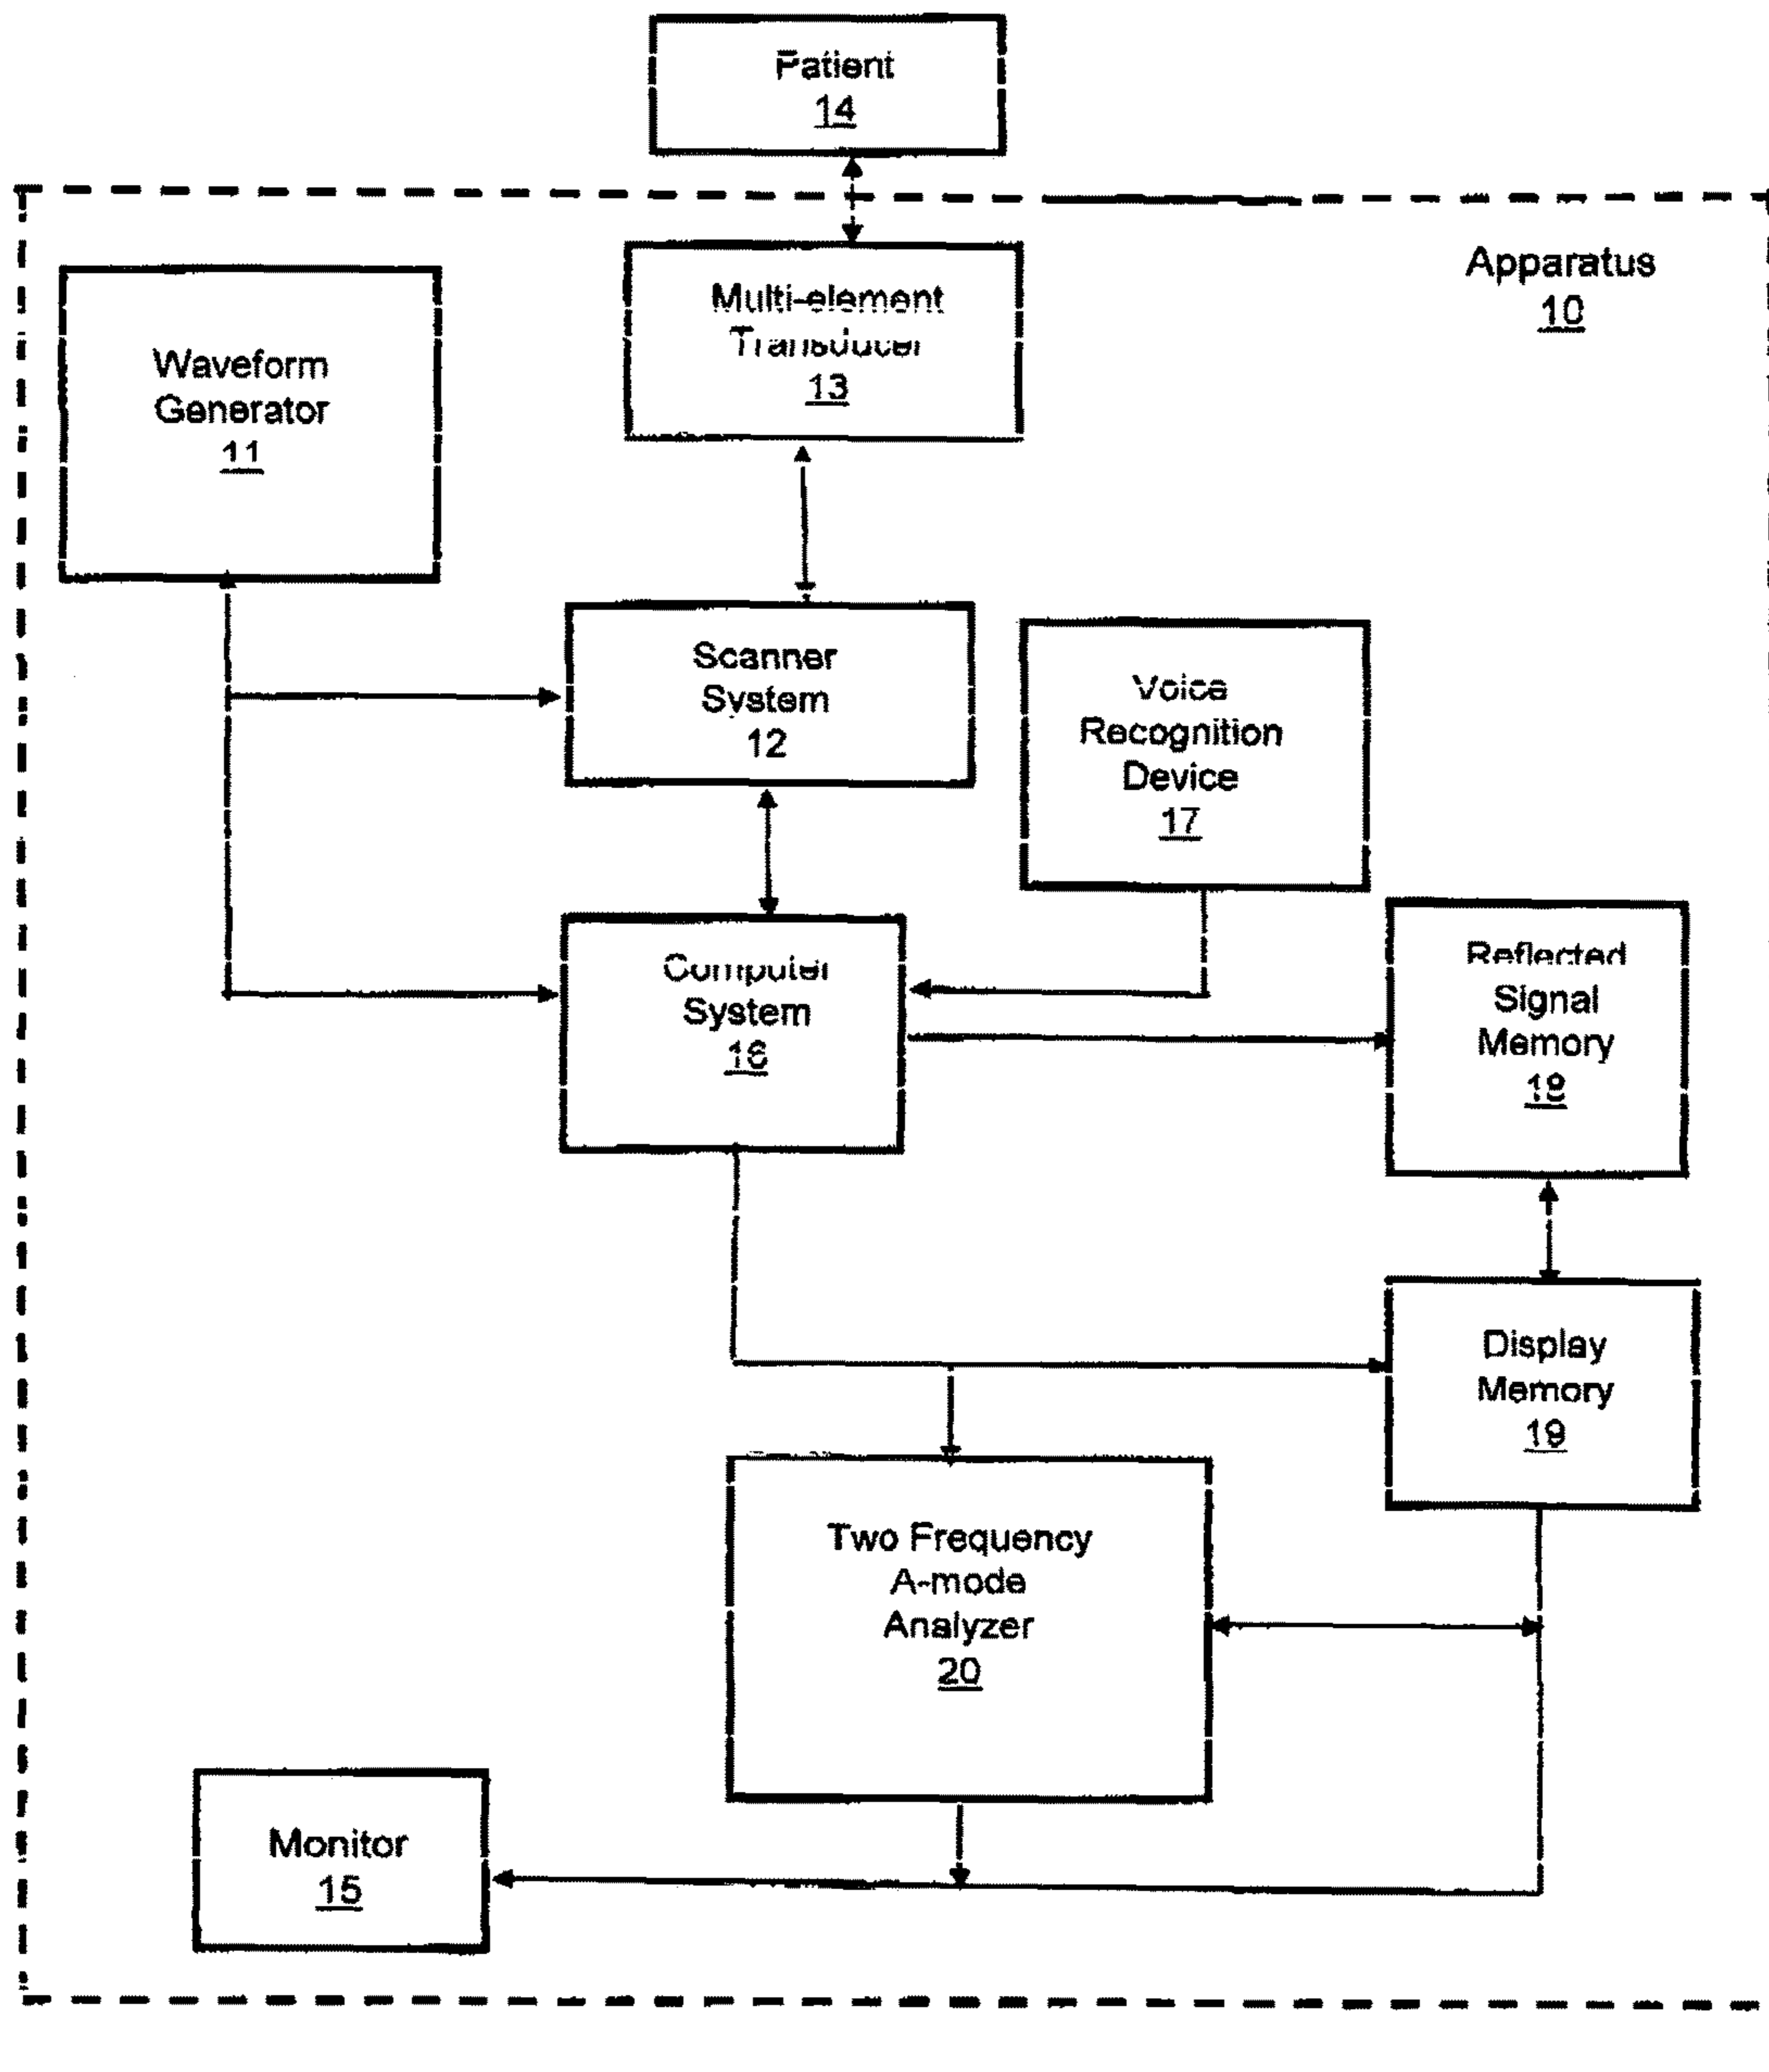 Patient
14
Apparatus
10
Waveform
Generator
11
Multi-element
Transducer
13
Scanner
System
12
Voice
Recognition
Device
17
Computer
System
16
Reflected
Signal
Memory
18
Display
Memory
19
Two Frequency
A-mode
Analyzer
20
Monitor
15